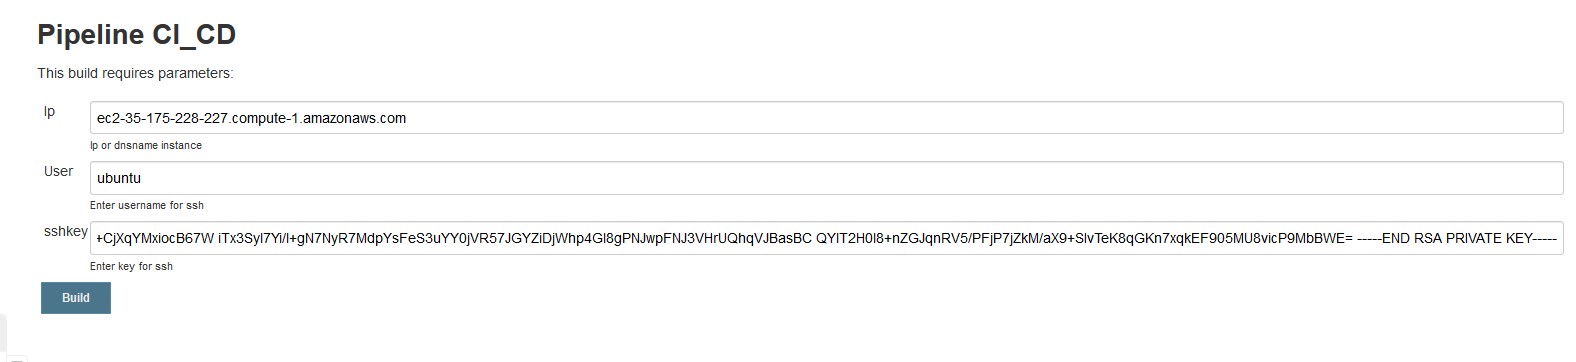 Pipeline CI_CD
This build requires parameters:
Ip
ec2-35-175-228-227.compute-1.amazonaws.com
Ip or dnsname instance
User
ubuntu
Enter username for ssh
sshkey
+CjXqYMxiocB67W iTx3Syl7Yi/l+gN7NyR7MdpYsFeS3uYY0jVR57JGYZiDjWhp4Gl8gPNJwpFNJ3VHrUQhqVJBasBC QYlT2H0l8+nZGJqnRV5/PFjP7jZkM/aX9+SlvTeK8qGKn7xqkEF905MU8vicP9MbBWE= -----END RSA PRIVATE KEY-----
Enter key for ssh
Build